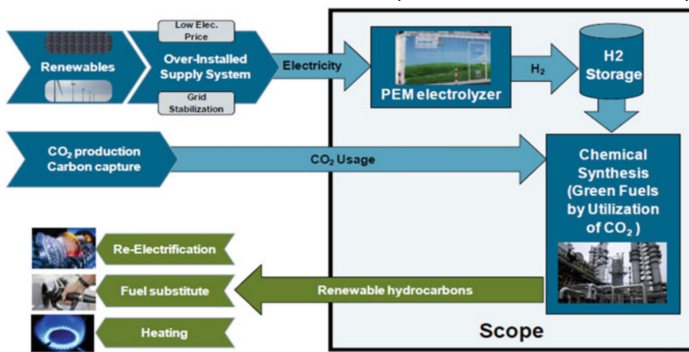 Low Elec.
Price
Renewables
Over-Installed
Supply System
Grid
Stabilization
Electricity
PEM electrolyzer
H₂
H2
Storage
CO₂ production
Carbon capture
CO₂ Usage
Chemical
Synthesis
(Green Fuels
by Utilization
of CO₂ )
Re-Electrification
Fuel substitute
Heating
Renewable hydrocarbons
Scope